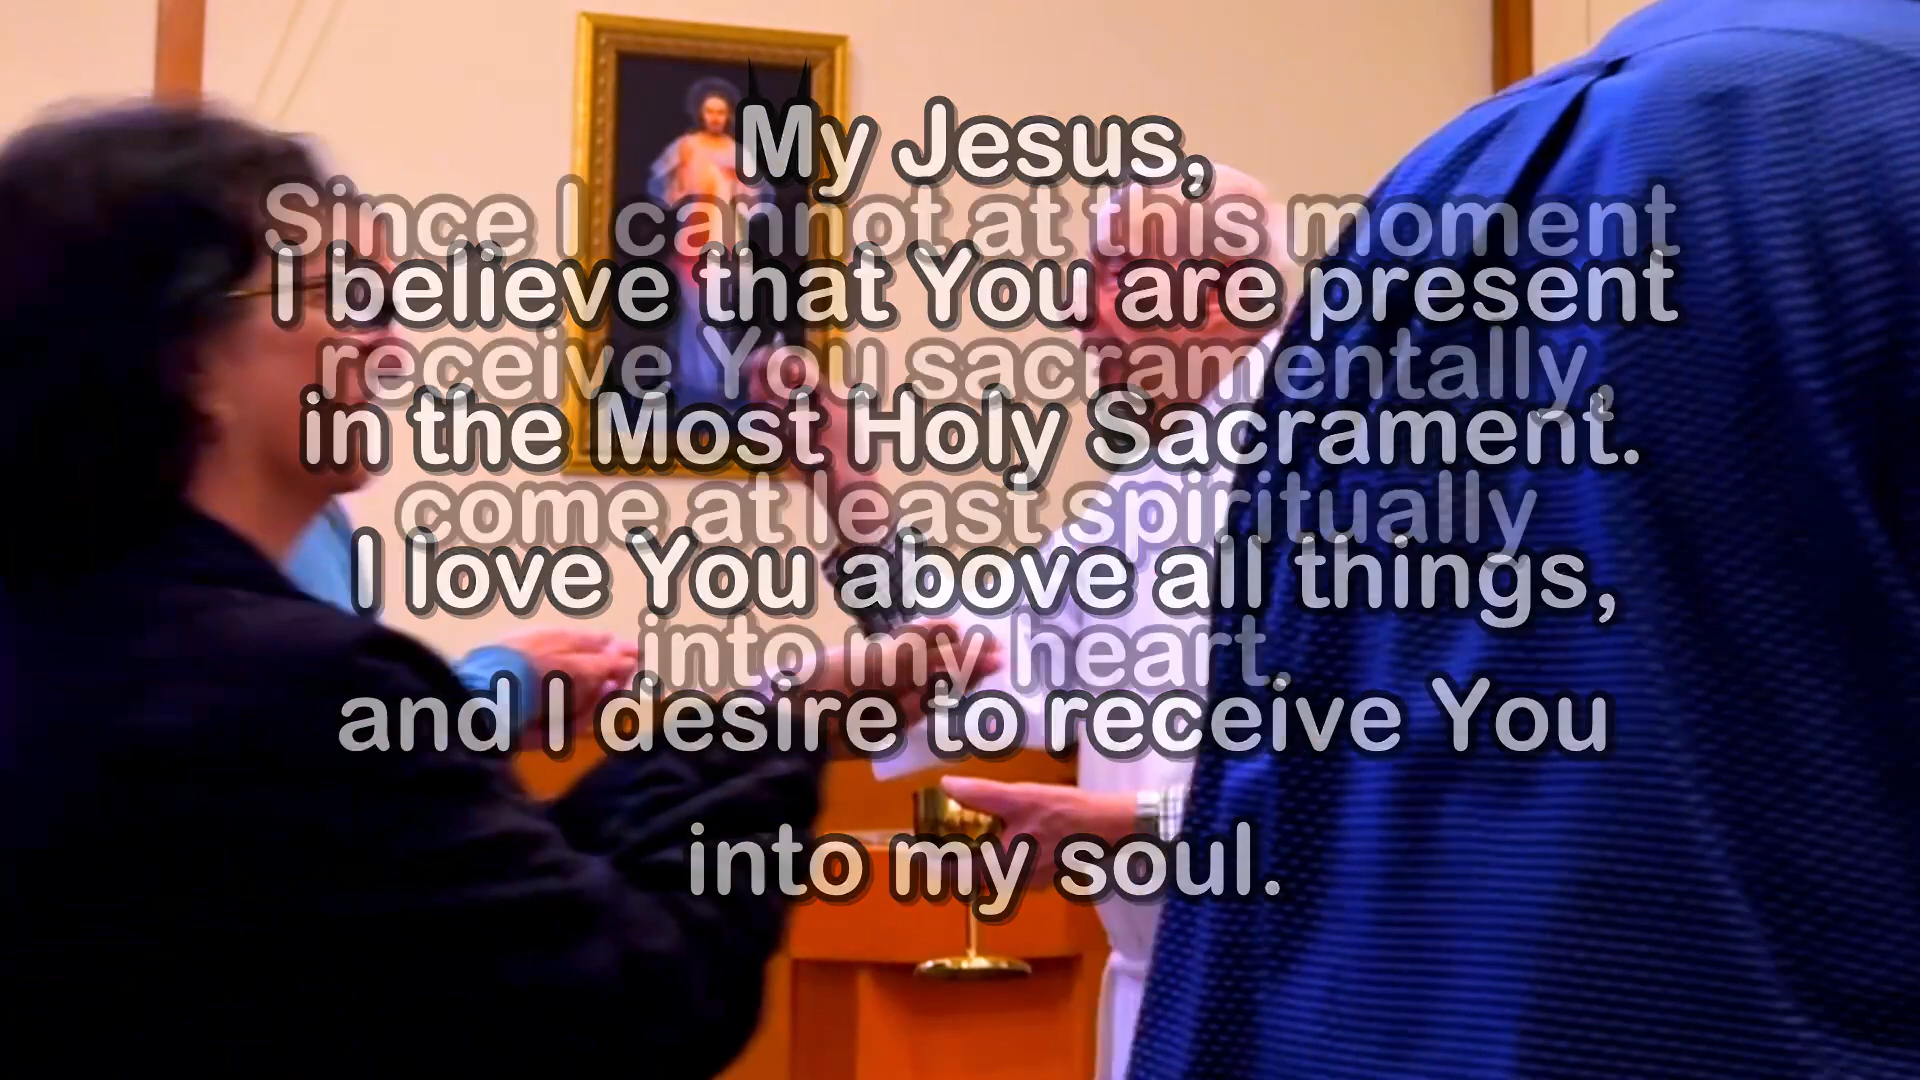 My Jesus,
I believe that You are present
in the Most Holy Sacrament.
I love You above all things,
and I desire to receive You
into my soul.
Since I cannot at this moment
receive You sacramentally,
come at least spiritually
into my heart.